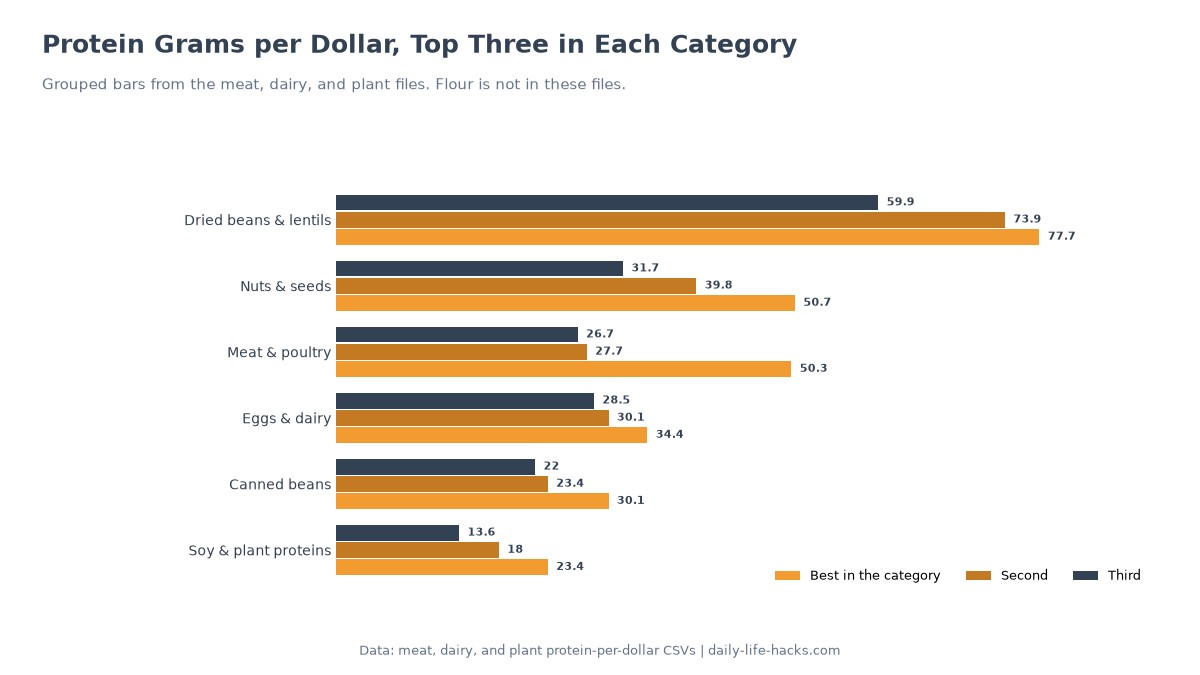 Protein Grams per Dollar, Top Three in Each Category
Grouped bars from the meat, dairy, and plant files. Flour is not in these files.
59.9
Dried beans & lentils
73.9
77.7
31.7
Nuts & seeds
39.8
50.7
26.7
Meat & poultry
27.7
50.3
28.5
Eggs & dairy
30.1
34.4
22
Canned beans
23.4
30.1
13.6
Soy & plant proteins
18
23.4
Best in the category
Second
Third
Data: meat, dairy, and plant protein-per-dollar CSVs | daily-life-hacks.com